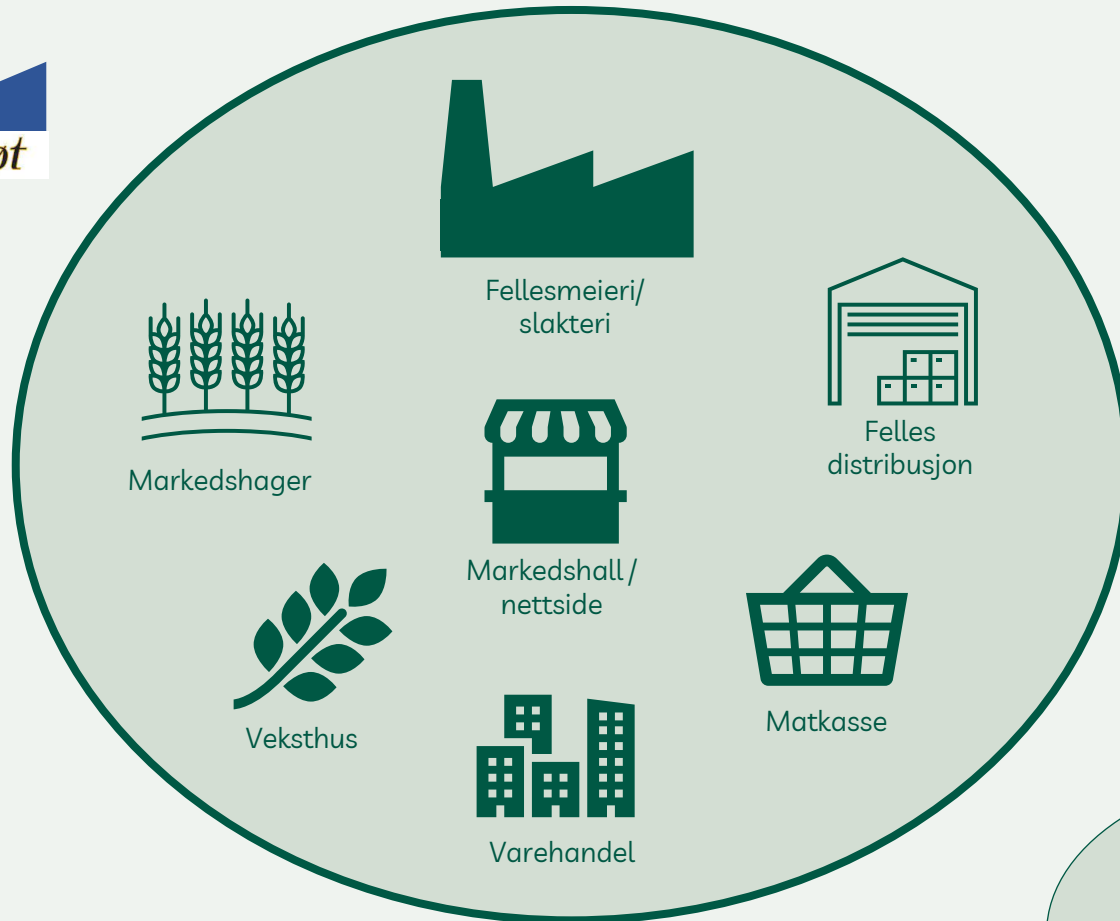 Fellesmeieri/
slakteri
Felles
distribusjon
Markedshager
Markedshall /
nettside
Matkasse
Veksthus
Varehandel